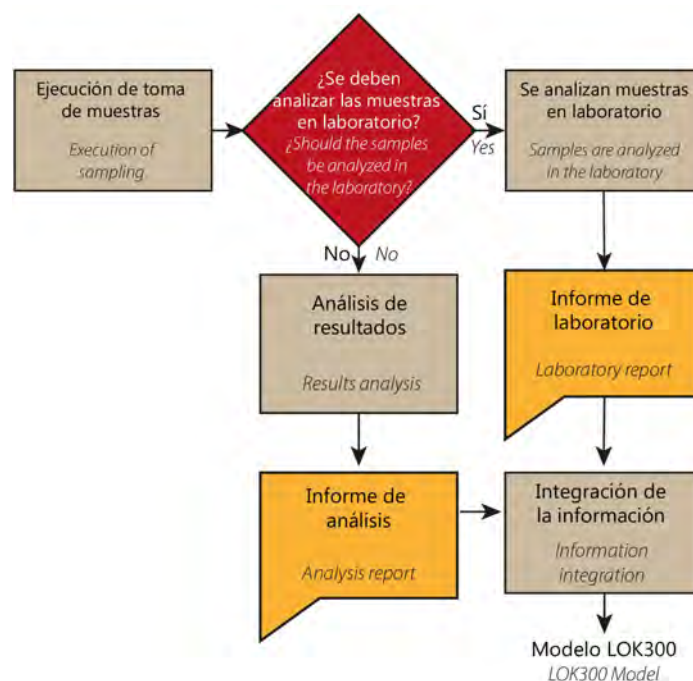 Ejecución de toma
de muestras
Execution of
sampling
¿Se deben
analizar las muestras
en laboratorio?
¿Should the samples
be analyzed in
the laboratory?
Sí
Yes
Se analizan muestras
en laboratorio
Samples are analyzed
in the laboratory
No No
Análisis de
resultados
Results analysis
Informe de
laboratorio
Laboratory report
Informe de
análisis
Analysis report
Integración de
la información
Information
integration
Modelo LOK300
LOK300 Model